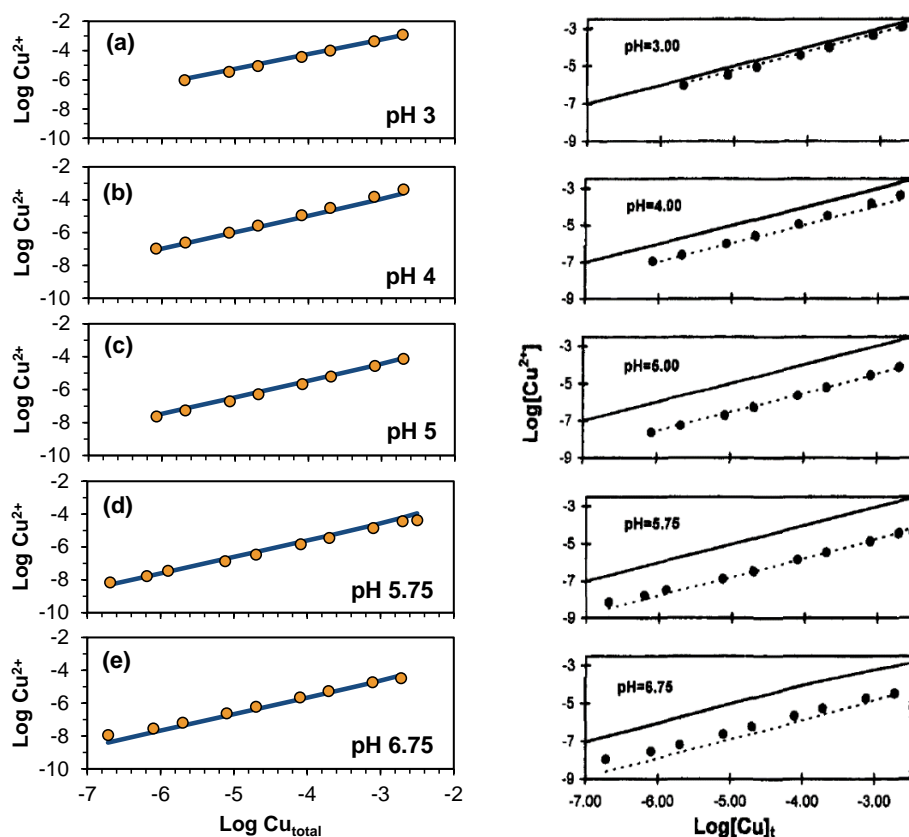 Log Cu2+
-2
-4
-6
-8
-10
(a)
pH 3
Log Cu2+
-2
-4
-6
-8
-10
(b)
pH 4
Log Cu2+
-2
-4
-6
-8
-10
(c)
pH 5
Log Cu2+
-2
-4
-6
-8
-10
(d)
pH 5.75
Log Cu2+
-2
-4
-6
-8
-10
(e)
pH 6.75
-7 -6 -5 -4 -3 -2
Log Cutotal
Log[Cu2+]
-3
-5
-7
-9
pH=3.00
-3
-5
-7
-9
pH=4.00
-3
-5
-7
-9
pH=5.00
-3
-5
-7
-9
pH=5.75
-3
-5
-7
-9
pH=6.75
-7.00 -6.00 -5.00 -4.00 -3.00
Log[Cu]t